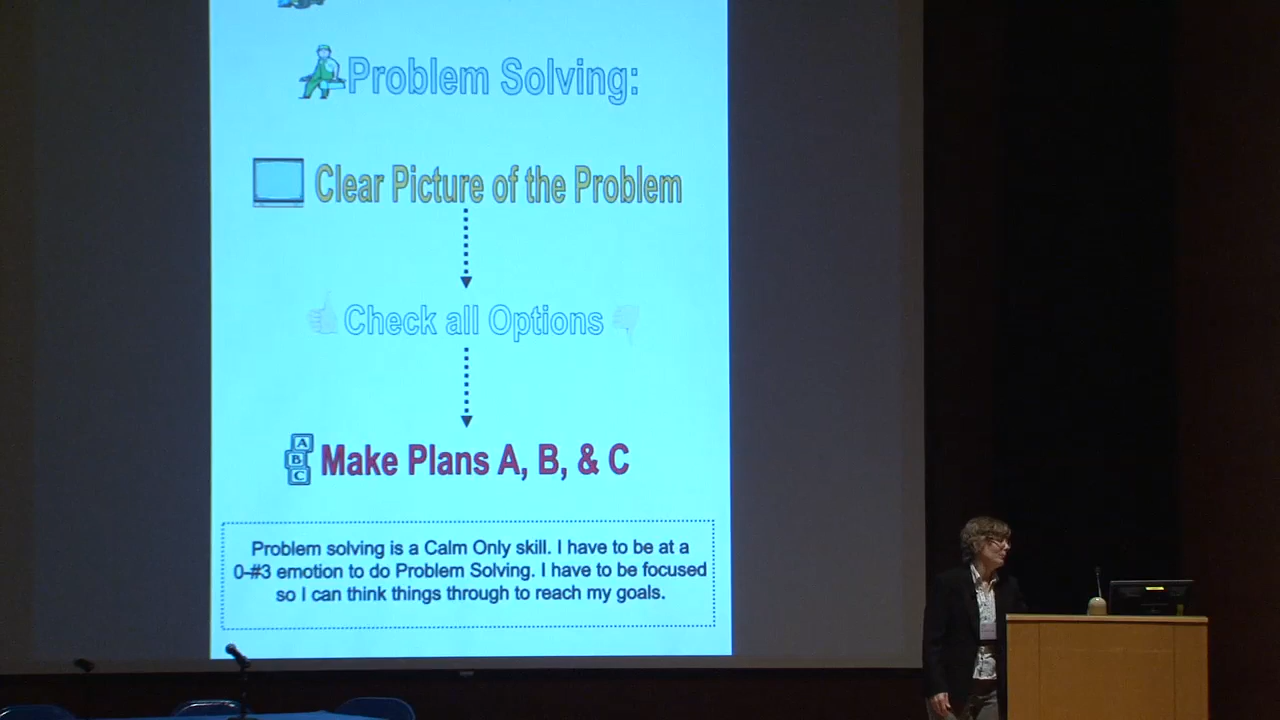 Problem Solving:
Clear Picture of the Problem
Check all Options
A
B
C
Make Plans A, B, & C
Problem solving is a Calm Only skill. I have to be at a
0-#3 emotion to do Problem Solving. I have to be focused
so I can think things through to reach my goals.